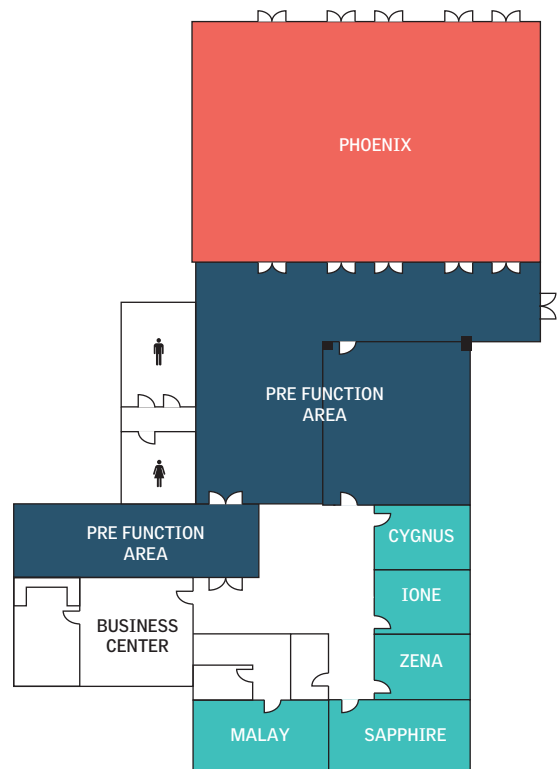 PHOENIX
PRE FUNCTION
AREA
PRE FUNCTION
AREA
CYGNUS
IONE
BUSINESS
CENTER
ZENA
MALAY
SAPPHIRE